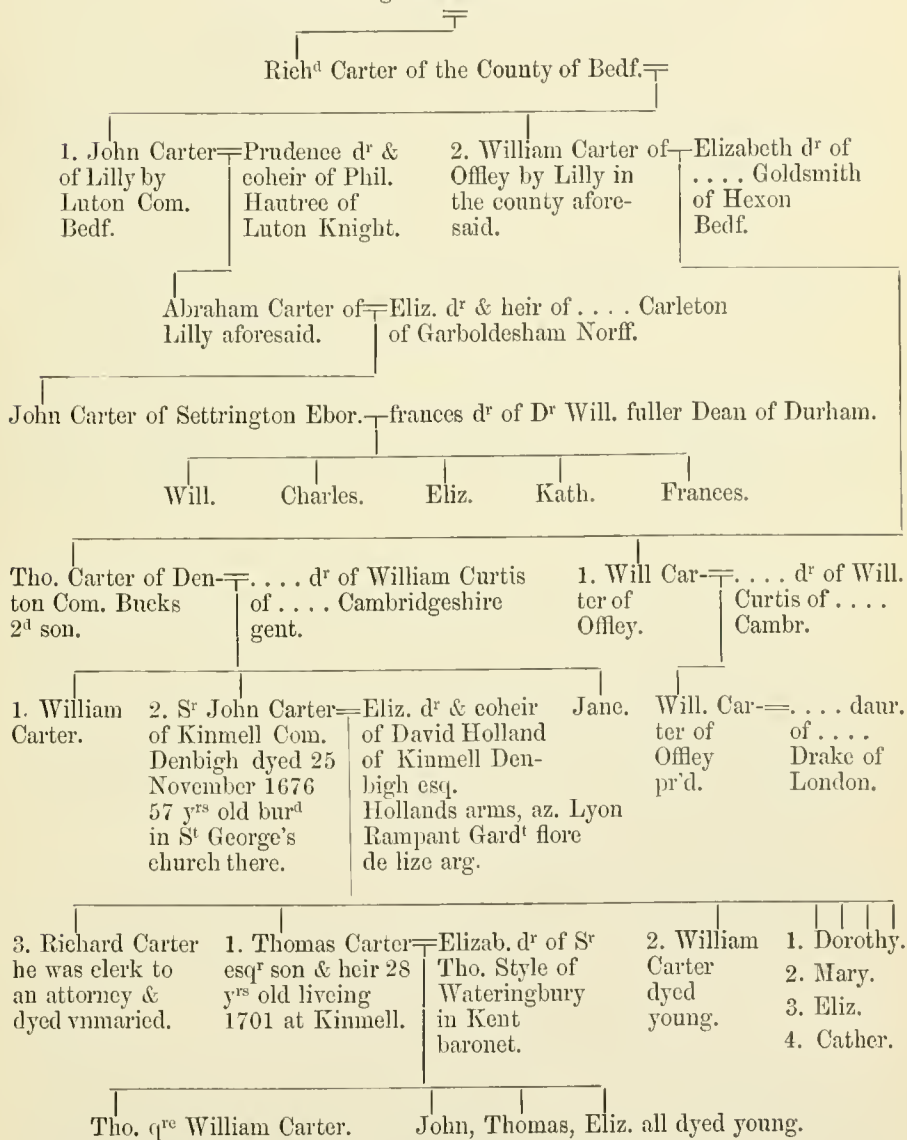 Richᵈ Carter of the County of Bedf.
1. John Carter
of Lilly by
Luton Com.
Bedf.
Prudence dʳ &
coheir of Phil.
Hautree of
Luton Knight.
2. William Carter of
Offley by Lilly in
the county afore-
said.
Elizabeth dʳ of
. . . . Goldsmith
of Hexon
Bedf.
Abraham Carter of
Lilly aforesaid.
Eliz. dʳ & heir of . . . . Carleton
of Garboldesham Norff.
John Carter of Settrington Ebor.
frances dʳ of Dʳ Will. fuller Dean of Durham.
Will. Charles. Eliz. Kath. Frances.
Tho. Carter of Den-
ton Com. Bucks
2ᵈ son.
. . . . dʳ of William Curtis
of . . . . Cambridgeshire
gent.
1. Will Car-
ter of
Offley.
. . . . dʳ of Will.
Curtis of . . . .
Cambr.
1. William
Carter.
2. Sʳ John Carter
of Kinmell Com.
Denbigh dyed 25
November 1676
57 yʳˢ old burᵈ
in Sᵗ George's
church there.
Eliz. dʳ & coheir
of David Holland
of Kinmell Den-
bigh esq.
Hollands arms, az. Lyon
Rampant Gardᵗ flore
de lize arg.
Jane.
Will. Car-
ter of
Offley
pr'd.
. . . . daur.
of . . . .
Drake of
London.
3. Richard Carter
he was clerk to
an attorney &
dyed vnmaried.
1. Thomas Carter
esqʳ son & heir 28
yʳˢ old liveing
1701 at Kinmell.
Elizab. dʳ of Sʳ
Tho. Style of
Wateringbury
in Kent
baronet.
2. William
Carter
dyed
young.
1. Dorothy.
2. Mary.
3. Eliz.
4. Cather.
Tho. qʳᵉ William Carter.
John, Thomas, Eliz. all dyed young.